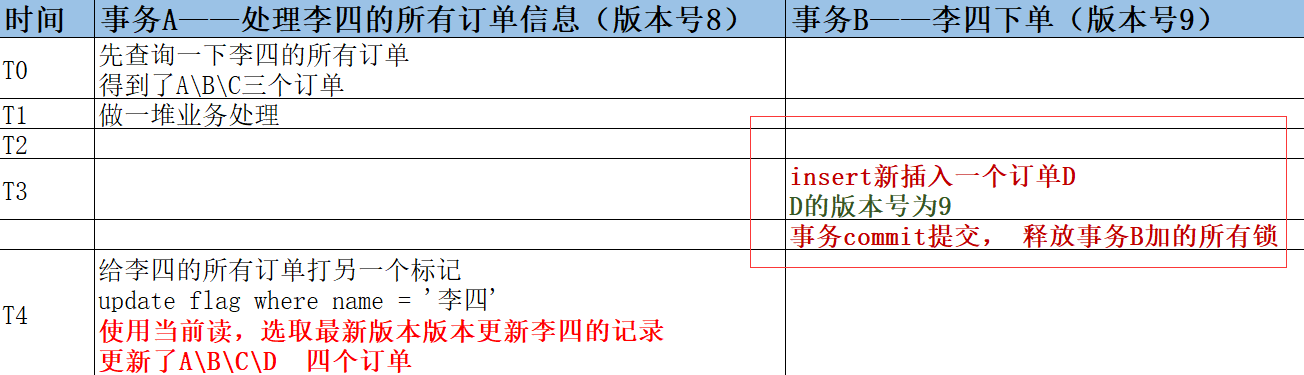 时间 事务A——处理李四的所有订单信息（版本号8） 事务B——李四下单（版本号9）
T0 先查询一下李四的所有订单
得到了A\B\C三个订单
T1 做一堆业务处理
T2
T3 insert新插入一个订单D
D的版本号为9
事务commit提交， 释放事务B加的所有锁
T4 给李四的所有订单打另一个标记
update flag where name = '李四'
使用当前读，选取最新版本版本更新李四的记录
更新了A\B\C\D 四个订单